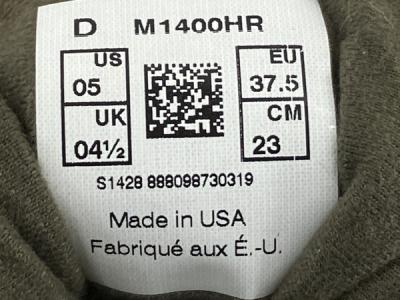 D M1400HR
US EU
05 37.5
UK CM
04½ 23
S1428 888098730319
Made in USA
Fabriqué aux É.-U.